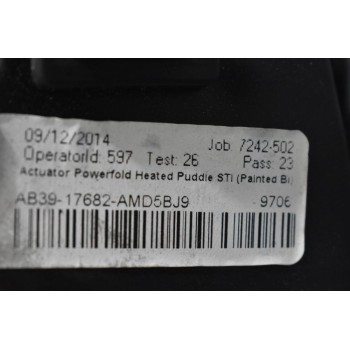 09/12/2014 Job: 7242-502
OperatorId: 597 Test: 26 Pass: 23
Actuator Powerfold Heated Puddle STI (Painted Bi
AB39-17682-AMD5BJ9 -9706